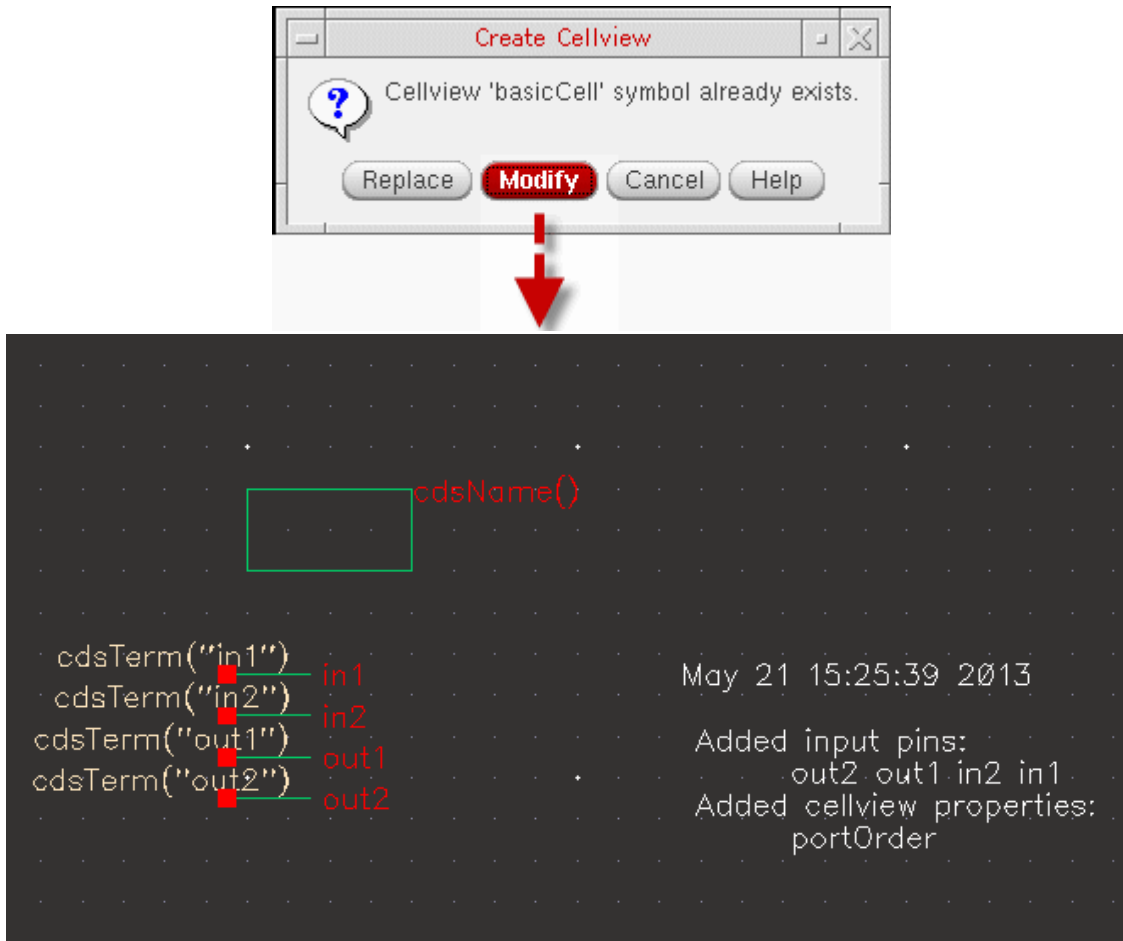 Create Cellview
Cellview 'basicCell' symbol already exists.
Replace Modify Cancel Help
cdsName()
cdsTerm("in1")
in1
cdsTerm("in2")
in2
cdsTerm("out1")
out1
cdsTerm("out2")
out2
May 21 15:25:39 2013
Added input pins:
out2 out1 in2 in1
Added cellview properties:
portOrder